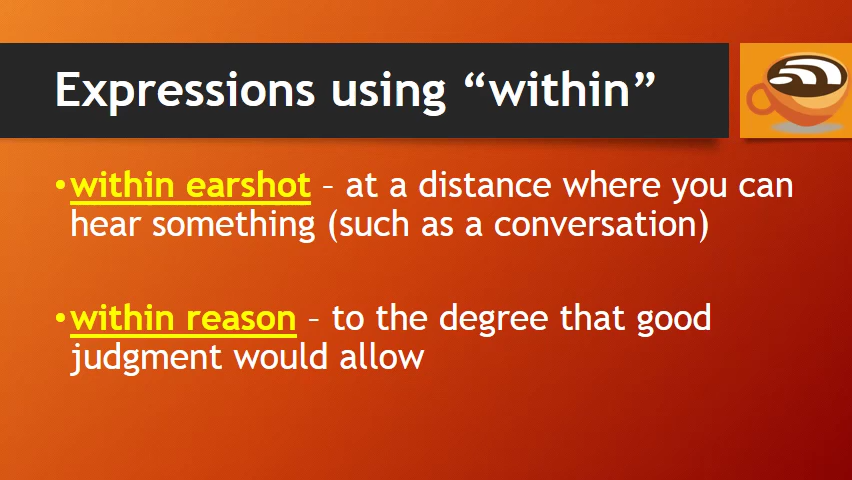 Expressions using “within”
•within earshot – at a distance where you can
hear something (such as a conversation)
•within reason – to the degree that good
judgment would allow